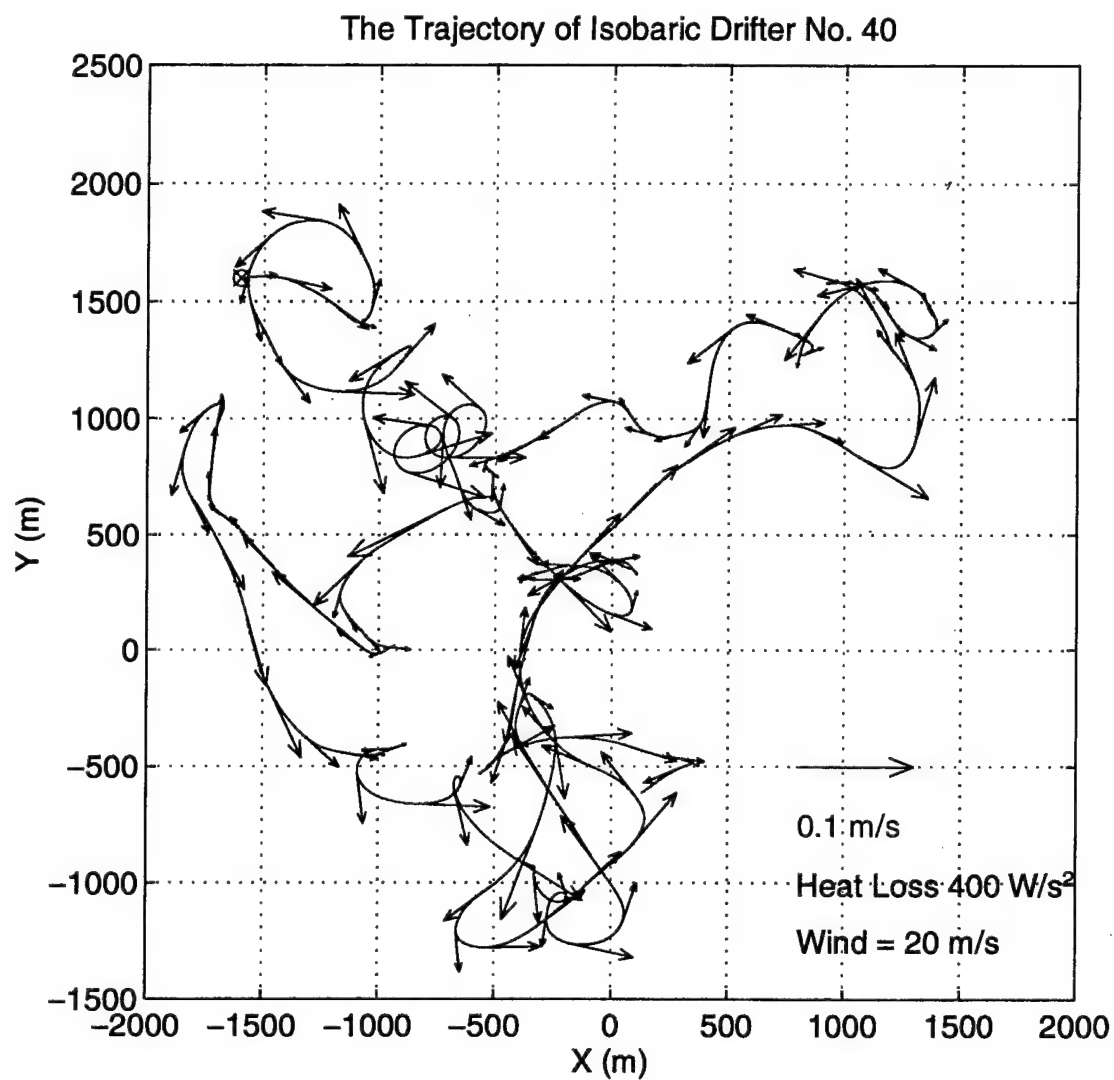 The Trajectory of Isobaric Drifter No. 40
2500
2000
1500
1000
500
0
−500
−1000
−1500
Y (m)
0.1 m/s
Heat Loss 400 W/s²
Wind = 20 m/s
−2000 −1500 −1000 −500 0 500 1000 1500 2000
X (m)